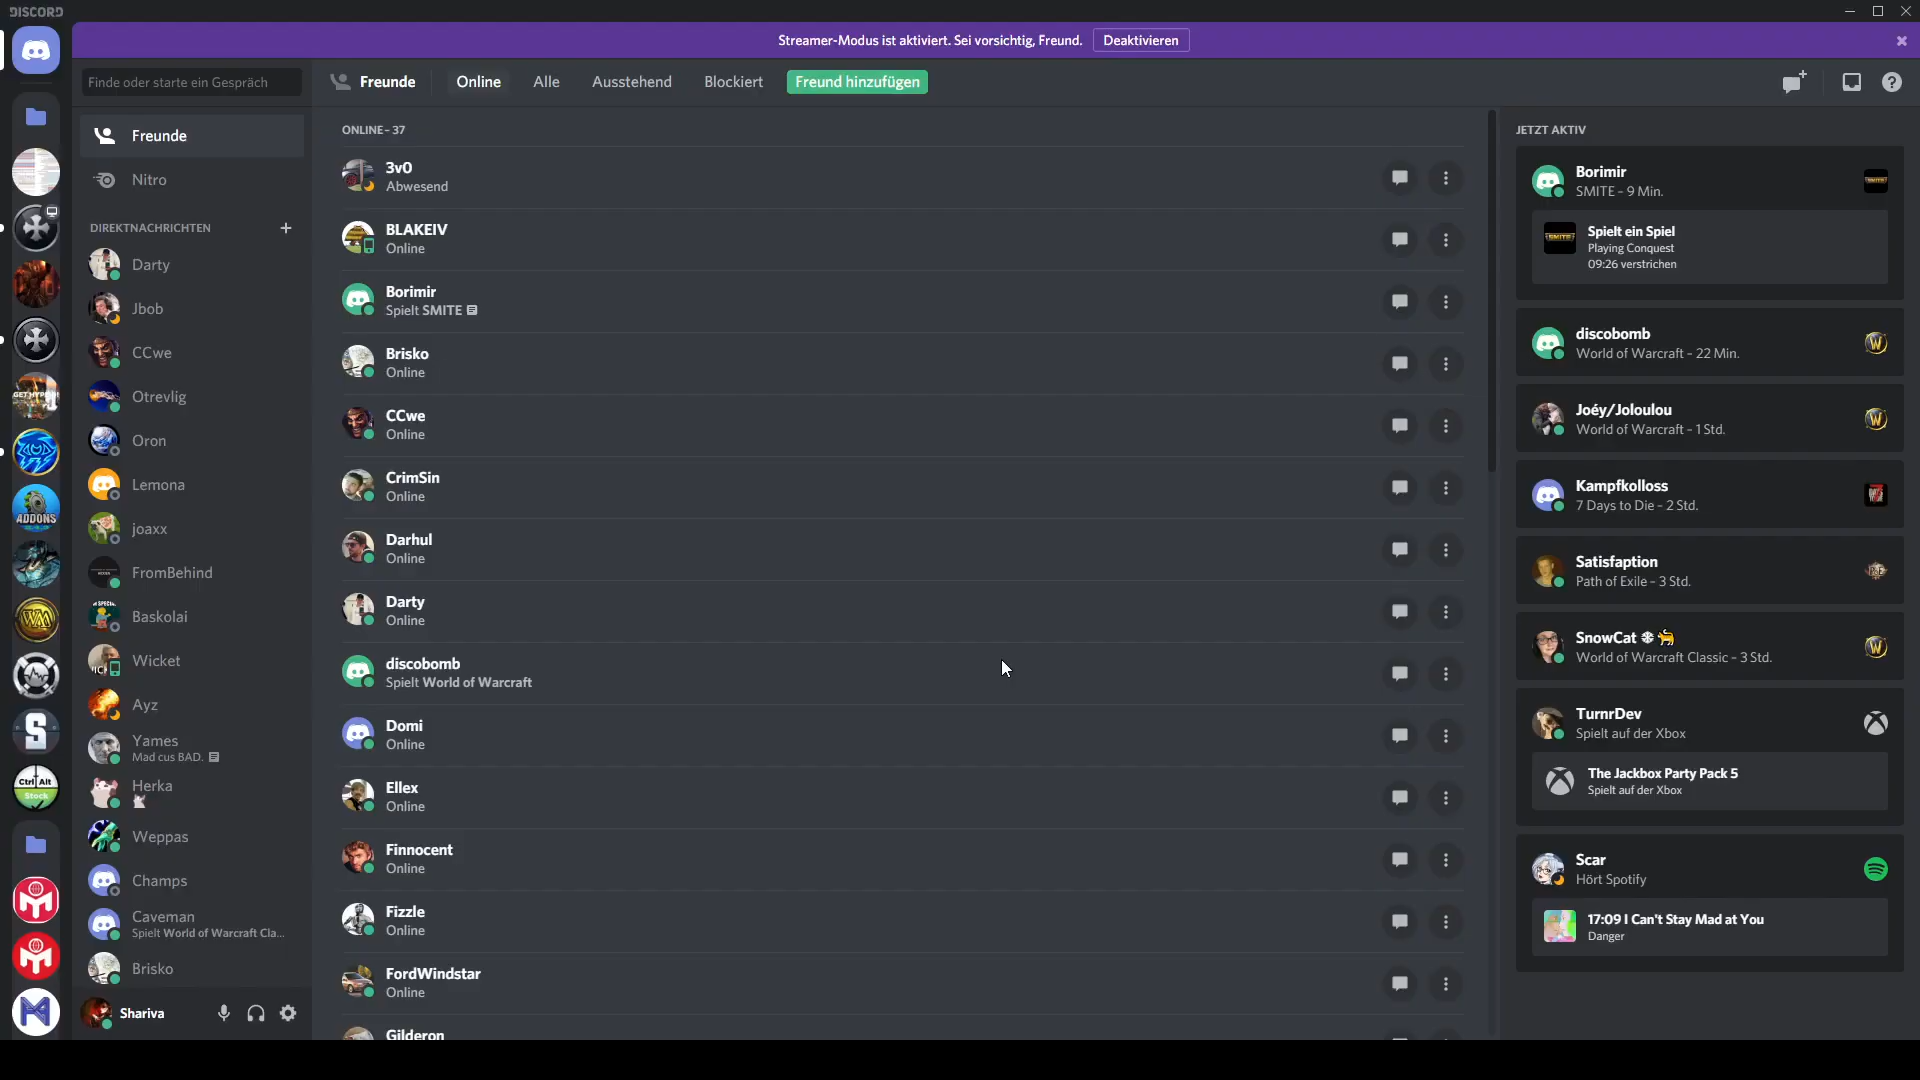 DISCORD
Streamer-Modus ist aktiviert. Sei vorsichtig, Freund.
Deaktivieren
Finde oder starte ein Gespräch
Freunde
Online
Alle
Ausstehend
Blockiert
Freund hinzufügen
Freunde
Nitro
DIREKTNACHRICHTEN
Darty
Jbob
CCwe
Otrevlig
Oron
Lemona
joaxx
FromBehind
Baskolai
Wicket
Ayz
Yames
Mad cus BAD.
Herka
Weppas
Champs
Caveman
Spielt World of Warcraft Cla...
Brisko
Shariva
ADDONS
WA
S
Ctrl Alt
Stock
ONLINE – 37
3v0
Abwesend
BLAKEIV
Online
Borimir
Spielt SMITE
Brisko
Online
CCwe
Online
CrimSin
Online
Darhul
Online
Darty
Online
discobomb
Spielt World of Warcraft
Domi
Online
Ellex
Online
Finnocent
Online
Fizzle
Online
FordWindstar
Online
Gilderon
JETZT AKTIV
Borimir
SMITE – 9 Min.
SMITE
Spielt ein Spiel
Playing Conquest
09:26 verstrichen
discobomb
World of Warcraft – 22 Min.
Joéy/Joloulou
World of Warcraft – 1 Std.
Kampfkolloss
7 Days to Die – 2 Std.
Satisfaption
Path of Exile – 3 Std.
SnowCat ❄🐈
World of Warcraft Classic – 3 Std.
TurnrDev
Spielt auf der Xbox
The Jackbox Party Pack 5
Spielt auf der Xbox
Scar
Hört Spotify
17:09 I Can't Stay Mad at You
Danger